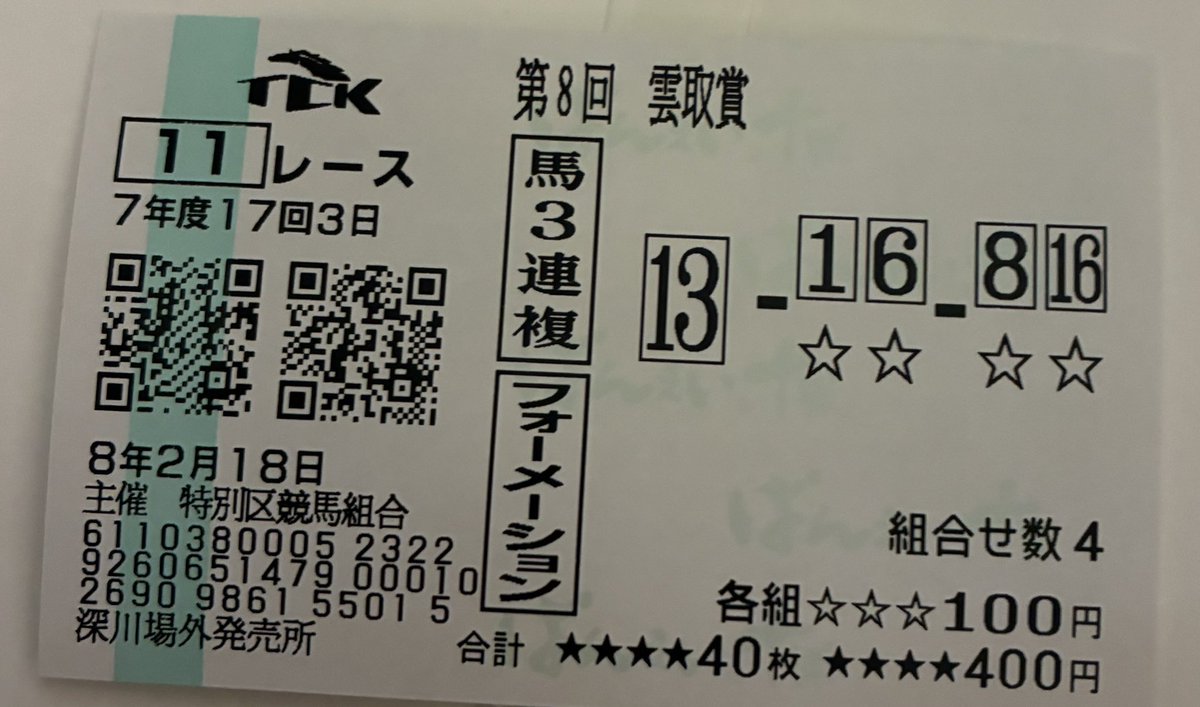 TCK
第8回 雲取賞
11レース
7年度17回3日
馬3連複
フォーメーション
13-1 6-8 16
☆☆ ☆☆
8年2月18日
主催 特別区競馬組合
6110380005 2322
9260651479 00010
2690 9861 5501 5
深川場外発売所
組合せ数 4
各組☆☆☆100円
合計 ★★★★40枚 ★★★★400円